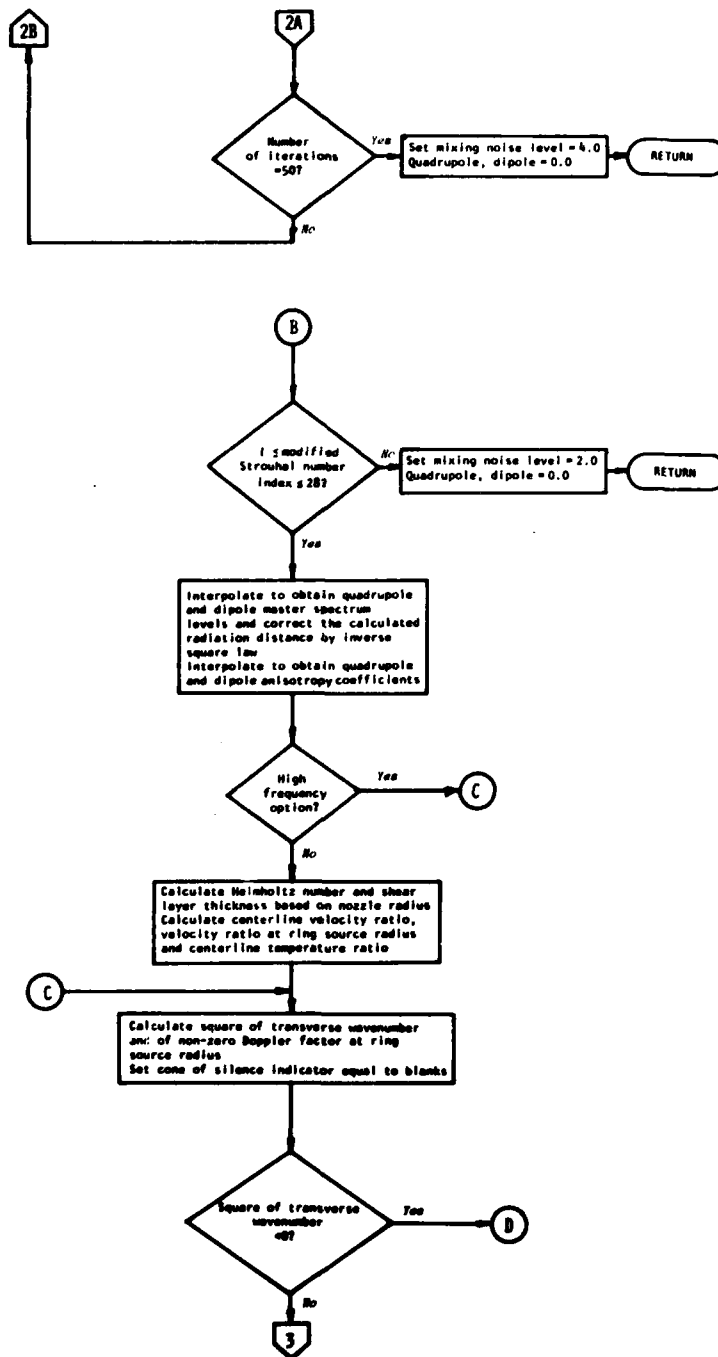 2B
2A
Number
of iterations
=50?
Yes
Set mixing noise level = 4.0
Quadrupole, dipole = 0.0
RETURN
No
B
1 ≤ modified
Strouhal number
index ≤ 28?
No
Set mixing noise level = 2.0
Quadrupole, dipole = 0.0
RETURN
Yes
Interpolate to obtain quadrupole
and dipole master spectrum
levels and correct the calculated
radiation distance by inverse
square law
Interpolate to obtain quadrupole
and dipole anisotropy coefficients
High
frequency
option?
Yes
C
No
Calculate Helmholtz number and shear
layer thickness based on nozzle radius
Calculate centerline velocity ratio,
velocity ratio at ring source radius
and centerline temperature ratio
C
Calculate square of transverse wavenumber
and of non-zero Doppler factor at ring
source radius
Set cone of silence indicator equal to blanks
Square of transverse
wavenumber
<0?
Yes
D
No
3